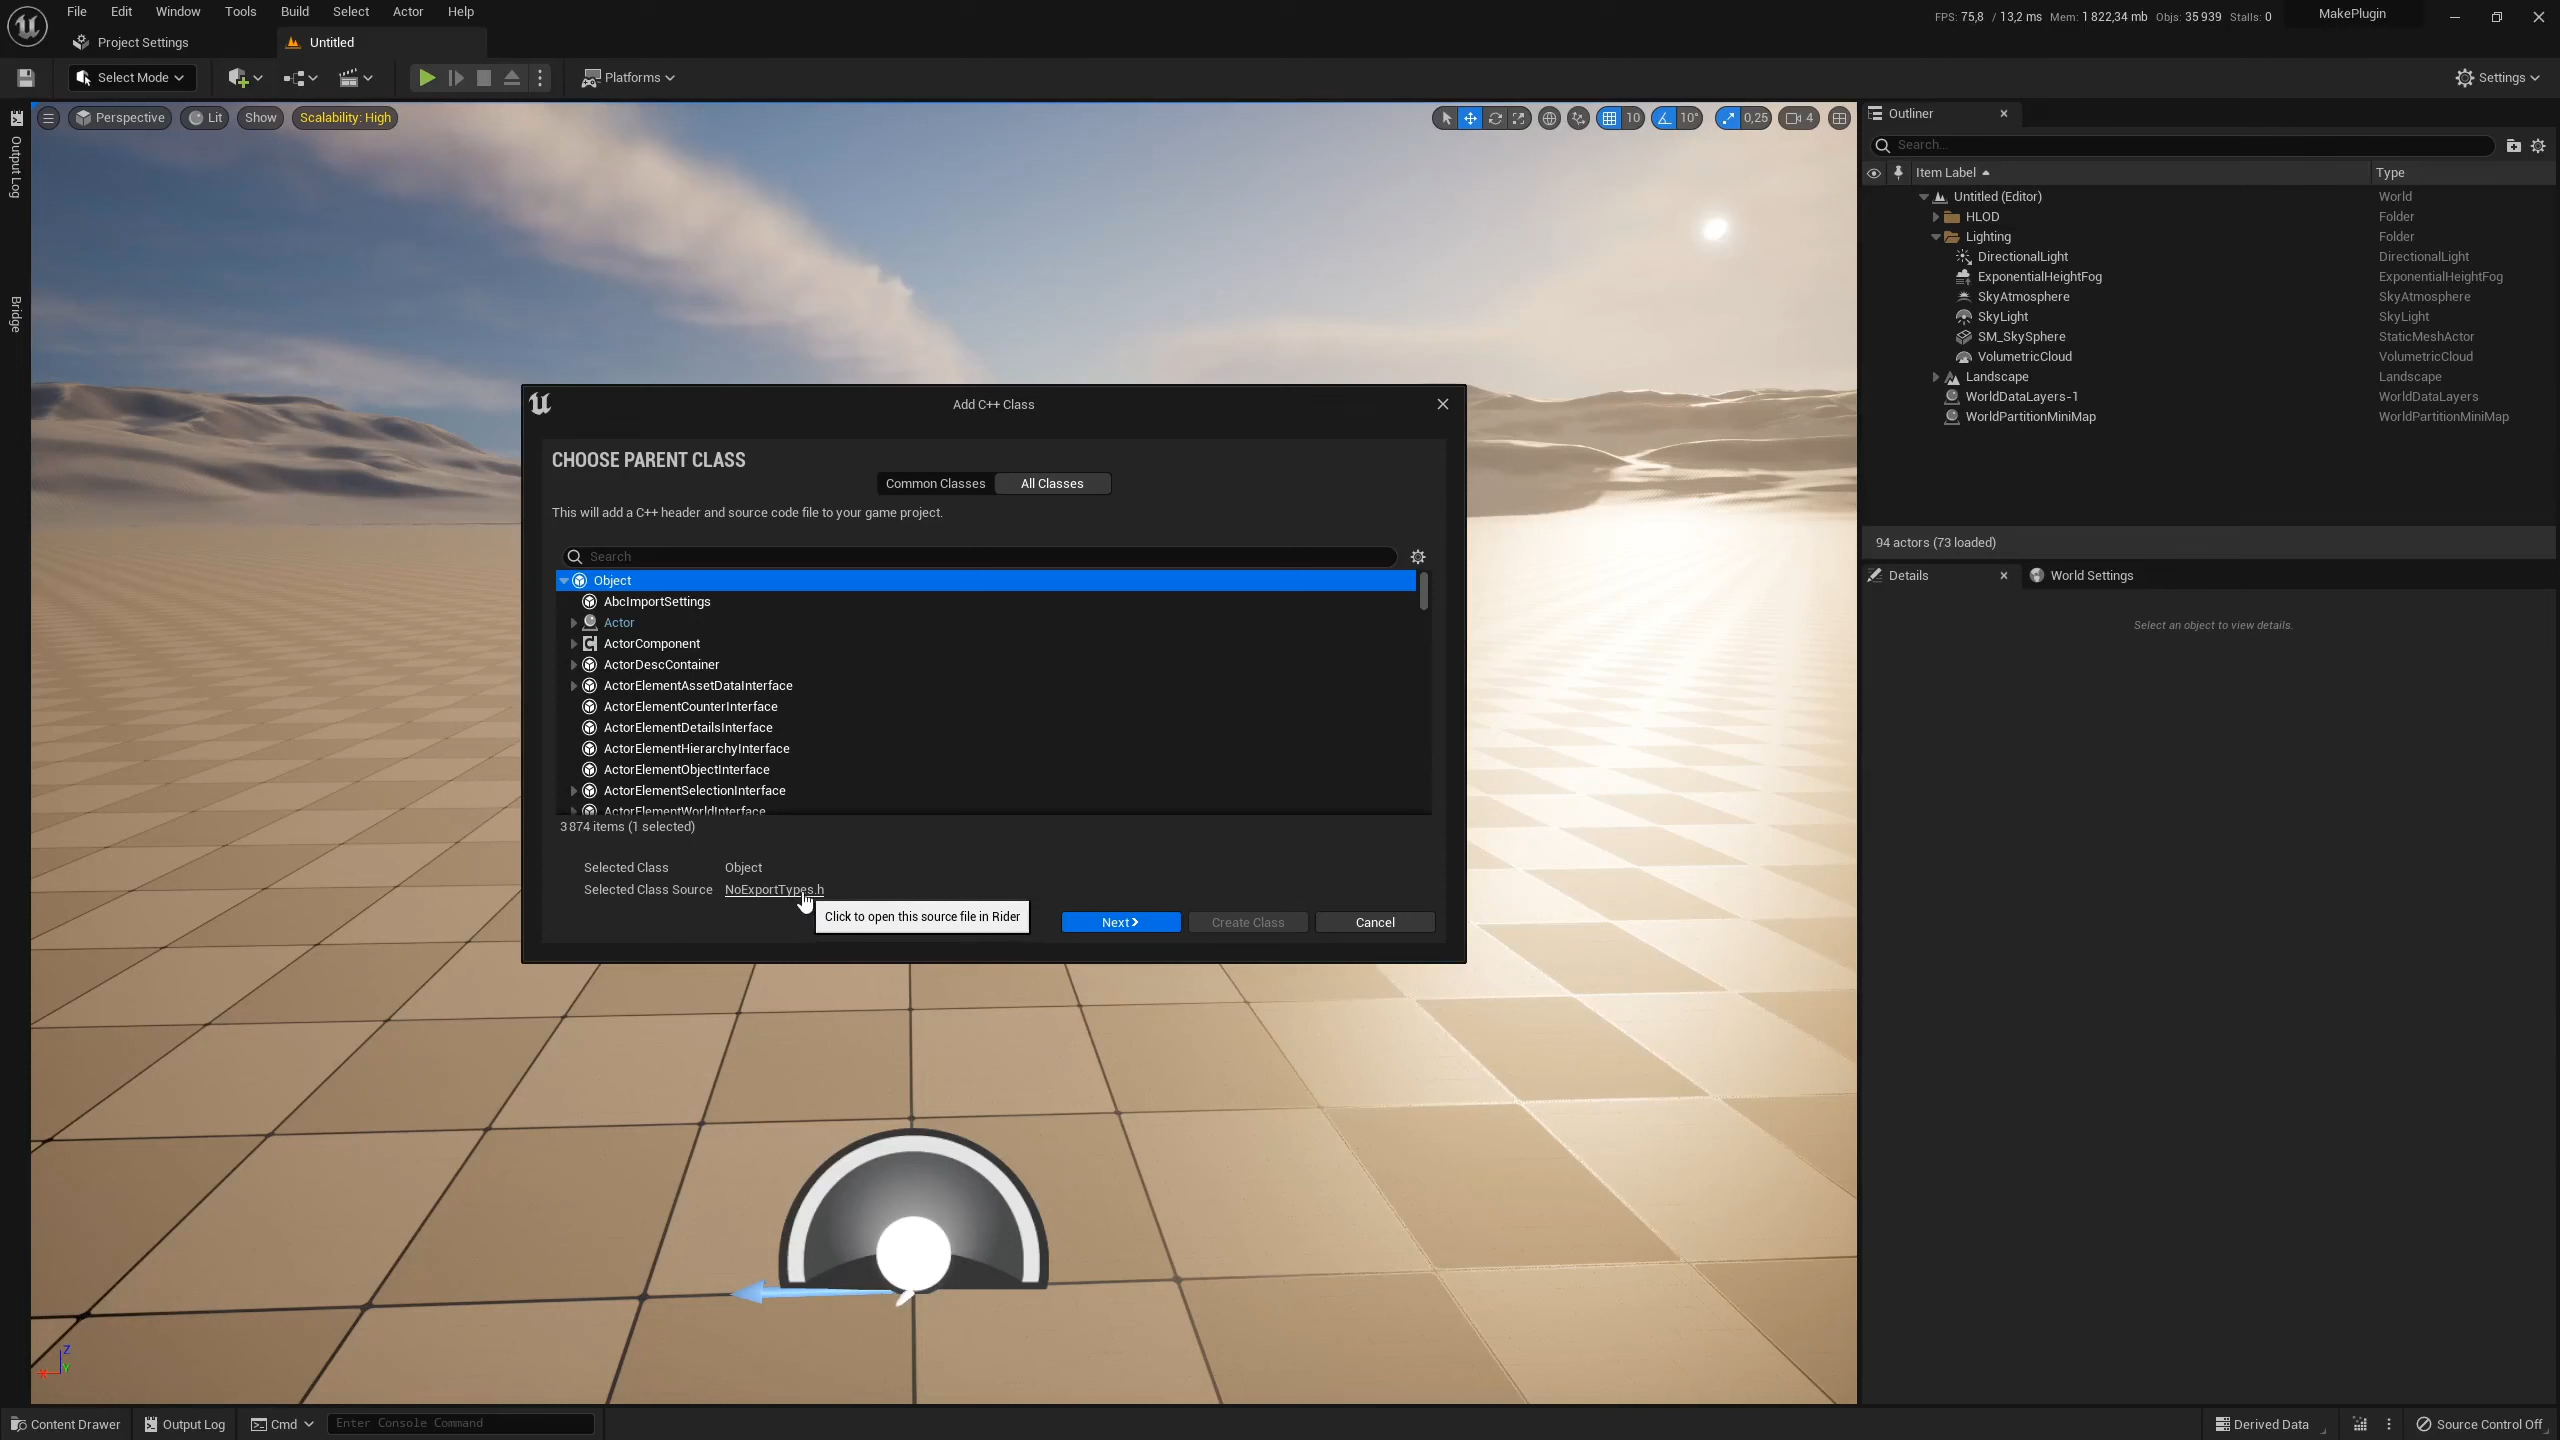 File Edit Window Tools Build Select Actor Help
FPS: 75,8 / 13,2 ms Mem: 1 822,34 mb Objs: 35 939 Stalls: 0 MakePlugin
Project Settings Untitled
Select Mode Platforms Settings
Output Log
Bridge
Perspective Lit Show Scalability: High
10 10° 0,25 4
Outliner
Search...
Item Label Type
Untitled (Editor) World
HLOD Folder
Lighting Folder
DirectionalLight DirectionalLight
ExponentialHeightFog ExponentialHeightFog
SkyAtmosphere SkyAtmosphere
SkyLight SkyLight
SM_SkySphere StaticMeshActor
VolumetricCloud VolumetricCloud
Landscape Landscape
WorldDataLayers-1 WorldDataLayers
WorldPartitionMiniMap WorldPartitionMiniMap
94 actors (73 loaded)
Details World Settings
Select an object to view details.
Add C++ Class
CHOOSE PARENT CLASS
Common Classes All Classes
This will add a C++ header and source code file to your game project.
Search
Object
AbcImportSettings
Actor
ActorComponent
ActorDescContainer
ActorElementAssetDataInterface
ActorElementCounterInterface
ActorElementDetailsInterface
ActorElementHierarchyInterface
ActorElementObjectInterface
ActorElementSelectionInterface
ActorElementWorldInterface
3 874 items (1 selected)
Selected Class Object
Selected Class Source NoExportTypes.h
Click to open this source file in Rider
Next Create Class Cancel
Z
Y
X
Content Drawer Output Log Cmd Enter Console Command
Derived Data Source Control Off